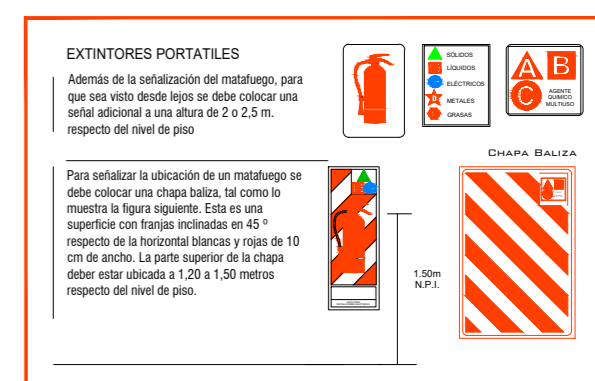 EXTINTORES PORTATILES
Además de la señalización del matafuego, para
que sea visto desde lejos se debe colocar una
señal adicional a una altura de 2 o 2,5 m.
respecto del nivel de piso
SÓLIDOS
LÍQUIDOS
ELÉCTRICOS
METALES
GRASAS
A B
C
AGENTE
QUIMICO
MULTIUSO
CHAPA BALIZA
Para señalizar la ubicación de un matafuego se
debe colocar una chapa baliza, tal como lo
muestra la figura siguiente. Esta es una
superficie con franjas inclinadas en 45 º
respecto de la horizontal blancas y rojas de 10
cm de ancho. La parte superior de la chapa
deber estar ubicada a 1,20 a 1,50 metros
respecto del nivel de piso.
1.50m
N.P.I.